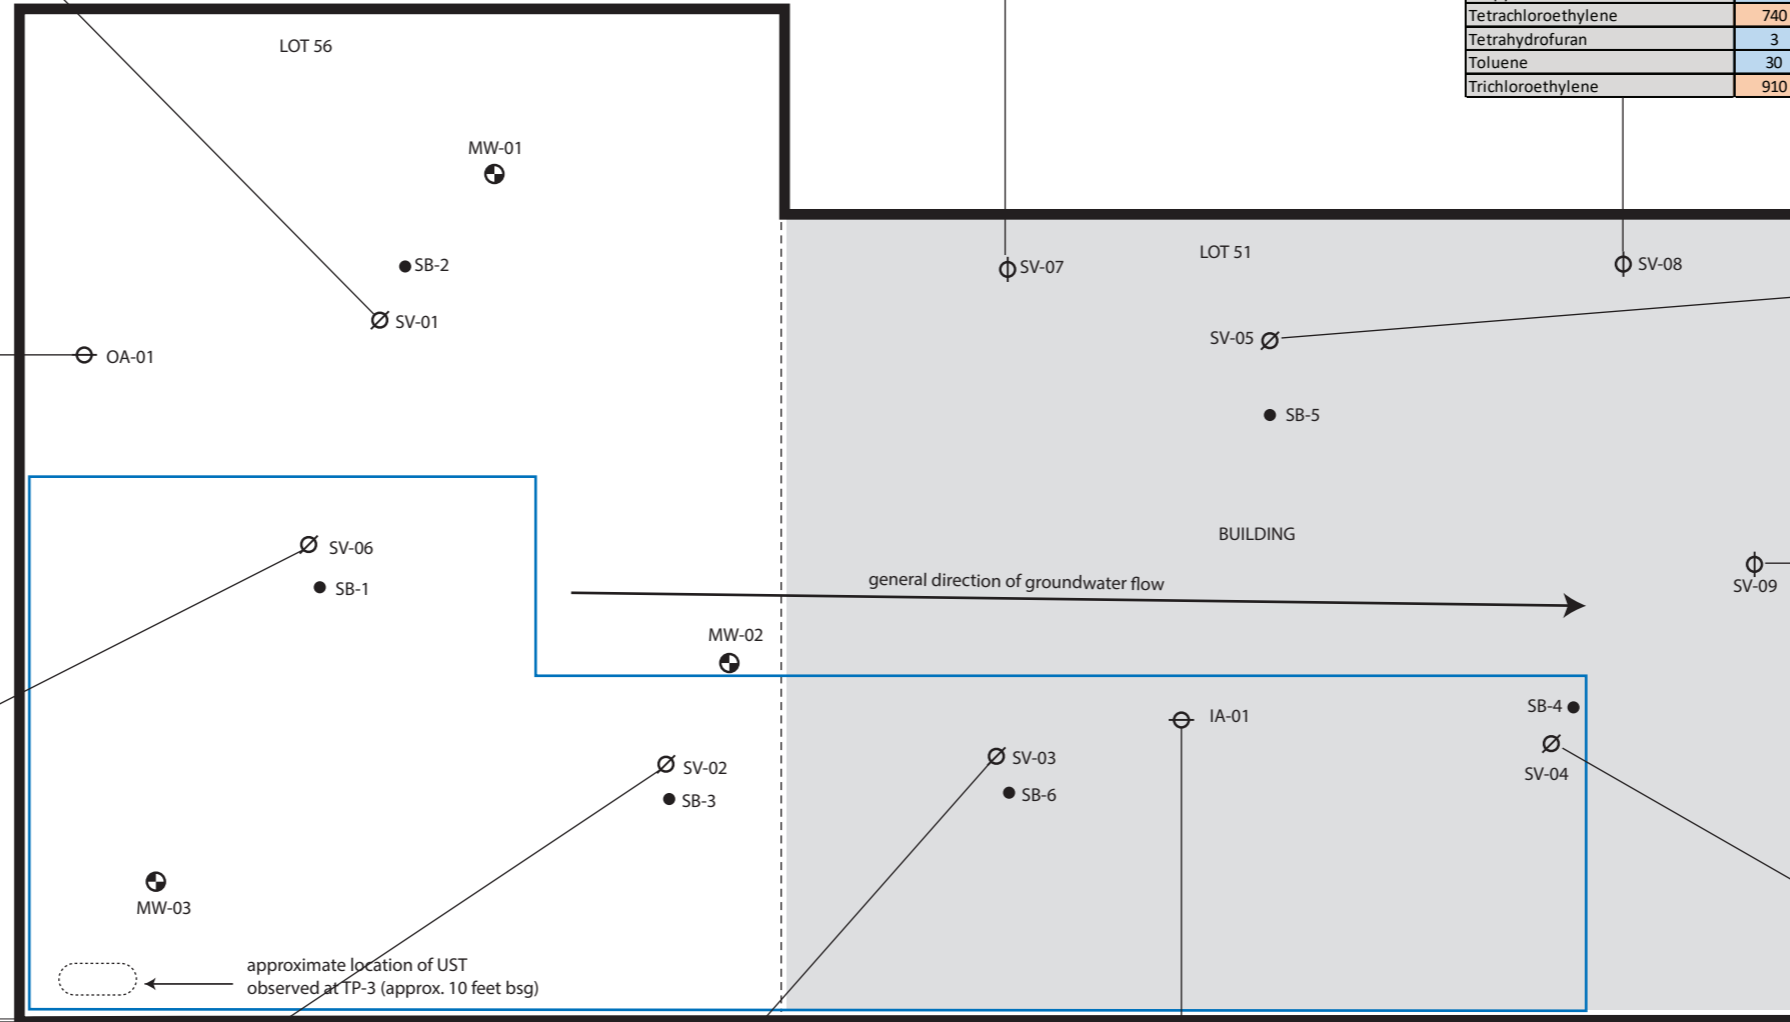 Tetrachloroethylene 740
Tetrahydrofuran 3
Toluene 30
Trichloroethylene 910
LOT 56
MW-01
SB-2
SV-01
OA-01
LOT 51
SV-07
SV-08
SV-05
SB-5
BUILDING
SV-06
SB-1
general direction of groundwater flow
SV-09
MW-02
IA-01
SB-4
SV-03
SV-02
SV-04
SB-6
SB-3
MW-03
approximate location of UST
observed at TP-3 (approx. 10 feet bsg)